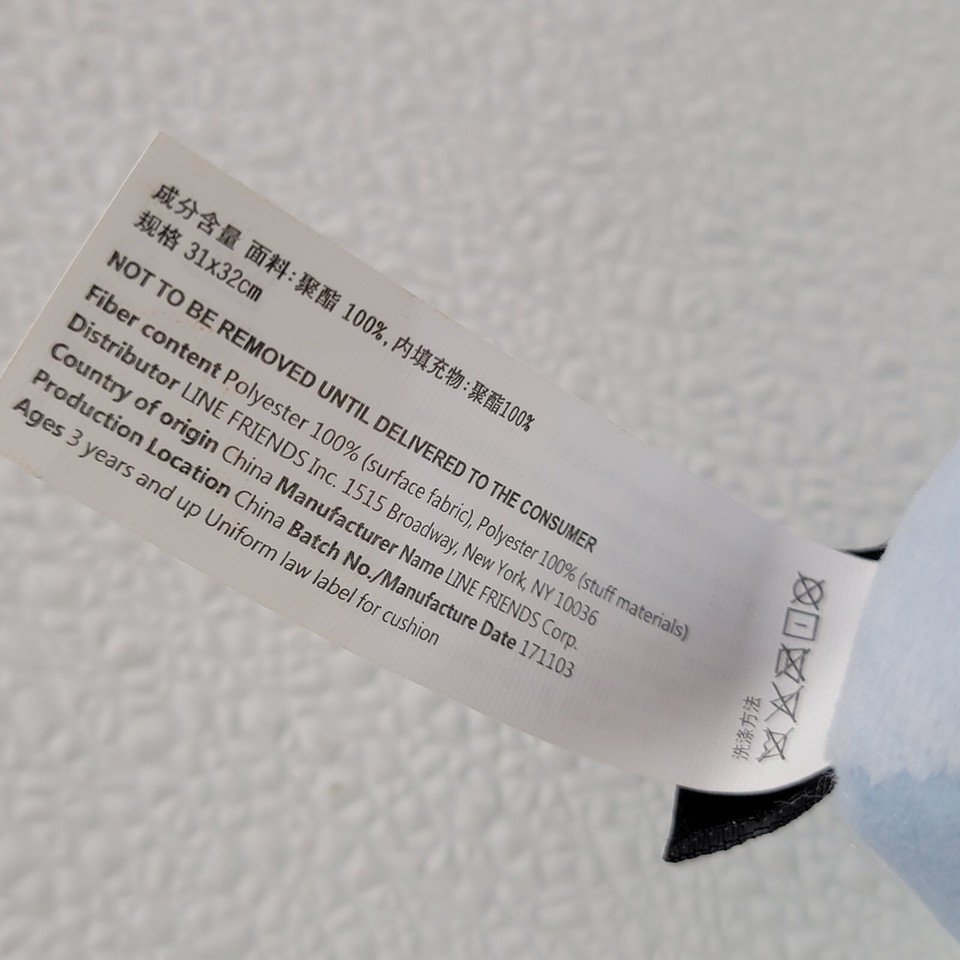 成分含量 面料:聚酯 100%, 内填充物:聚酯100%
规格 31x32cm
NOT TO BE REMOVED UNTIL DELIVERED TO THE CONSUMER
Fiber content Polyester 100% (surface fabric), Polyester 100% (stuff materials)
Distributor LINE FRIENDS Inc. 1515 Broadway, New York, NY 10036
Country of origin China Manufacturer Name LINE FRIENDS Corp.
Production Location China Batch No./Manufacture Date 171103
Ages 3 years and up Uniform law label for cushion
洗涤方法